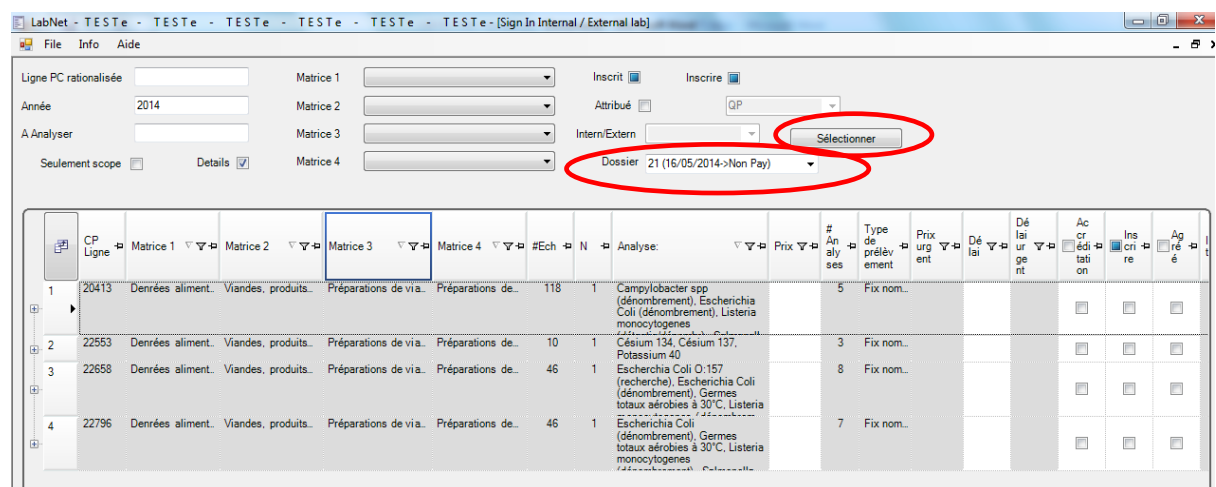 LabNet - T E S T e - T E S T e - T E S T e - T E S T e - T E S T e - T E S T e - [Sign In Internal / External lab]
File Info Aide
Ligne PC rationalisée Matrice 1 Inscrit Inscrire
Année 2014 Matrice 2 Attribué QP
A Analyser Matrice 3 Intern/Extern Sélectionner
Seulement scope Details Matrice 4 Dossier 21 (16/05/2014->Non Pay)
CP Ligne Matrice 1 Matrice 2 Matrice 3 Matrice 4 #Ech N Analyse: Prix # An aly ses Type de prélèv ement Prix urg ent Dé lai Dé lai ur ge nt Ac cr édi tati on Ins cri re Ag ré é
1 20413 Denrées aliment... Viandes, produits... Préparations de via... Préparations de... 118 1 Campylobacter spp 5 Fix nom...
(dénombrement), Escherichia
Coli (dénombrement), Listeria
monocytogenes
2 22553 Denrées aliment... Viandes, produits... Préparations de via... Préparations de... 10 1 Césium 134, Césium 137, 3 Fix nom...
Potassium 40
3 22658 Denrées aliment... Viandes, produits... Préparations de via... Préparations de... 46 1 Escherchia Coli O:157 8 Fix nom...
(recherche), Escherichia Coli
(dénombrement), Germes
totaux aérobies à 30°C, Listeria
4 22796 Denrées aliment... Viandes, produits... Préparations de via... Préparations de... 46 1 Escherichia Coli 7 Fix nom...
(dénombrement), Germes
totaux aérobies à 30°C, Listeria
monocytogenes